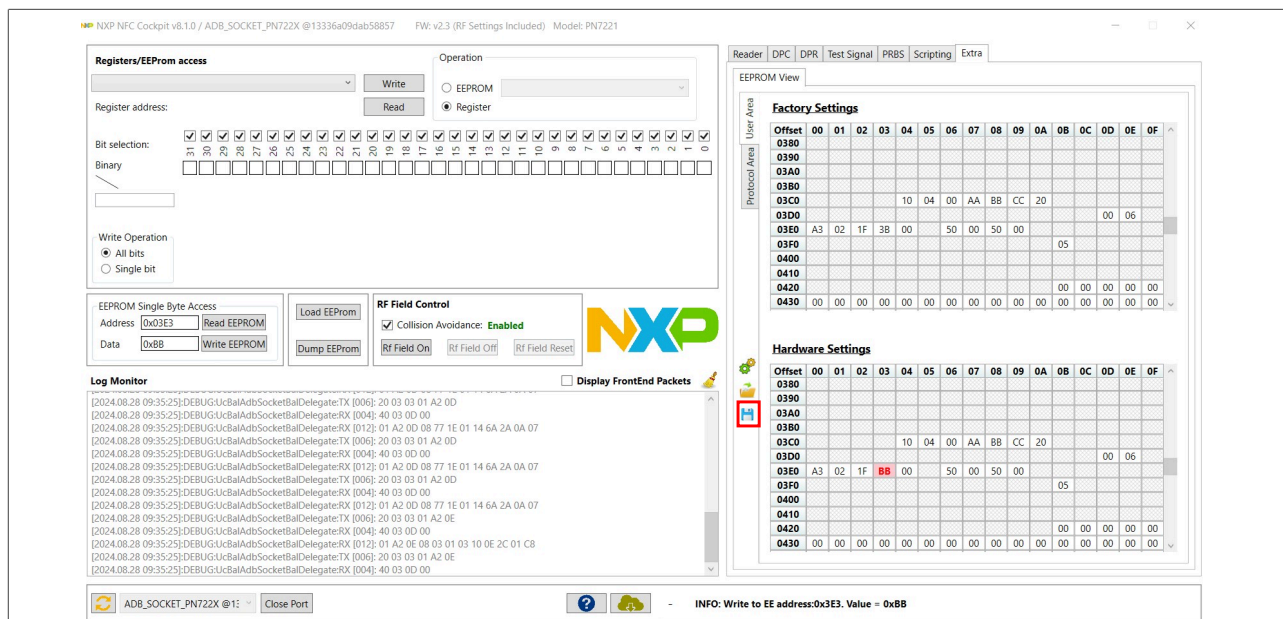 NXP NFC Cockpit v8.1.0 / ADB_SOCKET_PN722X @13336a09dab58857 FW: v2.3 (RF Settings Included) Model: PN7221
Registers/EEProm access
Operation
Write
EEPROM
Register address:
Read
Register
Bit selection:
31 30 29 28 27 26 25 24 23 22 21 20 19 18 17 16 15 14 13 12 11 10 9 8 7 6 5 4 3 2 1 0
Binary
Write Operation
All bits
Single bit
EEPROM Single Byte Access
Address 0x03E3 Read EEPROM
Data 0xBB Write EEPROM
Load EEProm
Dump EEProm
RF Field Control
Collision Avoidance: Enabled
Rf Field On Rf Field Off Rf Field Reset
NXP
Log Monitor
Display FrontEnd Packets
[2024.08.28 09:35:25]:DEBUG:UcBalAdbSocketBalDelegate:TX [006]: 20 03 03 01 A2 0D
[2024.08.28 09:35:25]:DEBUG:UcBalAdbSocketBalDelegate:RX [004]: 40 03 0D 00
[2024.08.28 09:35:25]:DEBUG:UcBalAdbSocketBalDelegate:RX [012]: 01 A2 0D 08 77 1E 01 14 6A 2A 0A 07
[2024.08.28 09:35:25]:DEBUG:UcBalAdbSocketBalDelegate:TX [006]: 20 03 03 01 A2 0D
[2024.08.28 09:35:25]:DEBUG:UcBalAdbSocketBalDelegate:RX [004]: 40 03 0D 00
[2024.08.28 09:35:25]:DEBUG:UcBalAdbSocketBalDelegate:RX [012]: 01 A2 0D 08 77 1E 01 14 6A 2A 0A 07
[2024.08.28 09:35:25]:DEBUG:UcBalAdbSocketBalDelegate:TX [006]: 20 03 03 01 A2 0D
[2024.08.28 09:35:25]:DEBUG:UcBalAdbSocketBalDelegate:RX [004]: 40 03 0D 00
[2024.08.28 09:35:25]:DEBUG:UcBalAdbSocketBalDelegate:RX [012]: 01 A2 0D 08 77 1E 01 14 6A 2A 0A 07
[2024.08.28 09:35:25]:DEBUG:UcBalAdbSocketBalDelegate:TX [006]: 20 03 03 01 A2 0E
[2024.08.28 09:35:25]:DEBUG:UcBalAdbSocketBalDelegate:RX [004]: 40 03 0D 00
[2024.08.28 09:35:25]:DEBUG:UcBalAdbSocketBalDelegate:RX [012]: 01 A2 0E 08 03 01 03 10 0E 2C 01 C8
[2024.08.28 09:35:25]:DEBUG:UcBalAdbSocketBalDelegate:TX [006]: 20 03 03 01 A2 0E
[2024.08.28 09:35:25]:DEBUG:UcBalAdbSocketBalDelegate:RX [004]: 40 03 0D 00
Reader DPC DPR Test Signal PRBS Scripting Extra
EEPROM View
User Area
Protocol Area
Factory Settings
Offset 00 01 02 03 04 05 06 07 08 09 0A 0B 0C 0D 0E 0F
0380
0390
03A0
03B0
03C0 10 04 00 AA BB CC 20
03D0 00 06
03E0 A3 02 1F 3B 00 50 00 50 00
03F0 05
0400
0410
0420 00 00 00 00 00
0430 00 00 00 00 00 00 00 00 00 00 00 00 00 00 00 00
Hardware Settings
Offset 00 01 02 03 04 05 06 07 08 09 0A 0B 0C 0D 0E 0F
0380
0390
03A0
03B0
03C0 10 04 00 AA BB CC 20
03D0 00 06
03E0 A3 02 1F BB 00 50 00 50 00
03F0 05
0400
0410
0420 00 00 00 00 00
0430 00 00 00 00 00 00 00 00 00 00 00 00 00 00 00 00
ADB_SOCKET_PN722X @13 Close Port
? - INFO: Write to EE address:0x3E3. Value = 0xBB